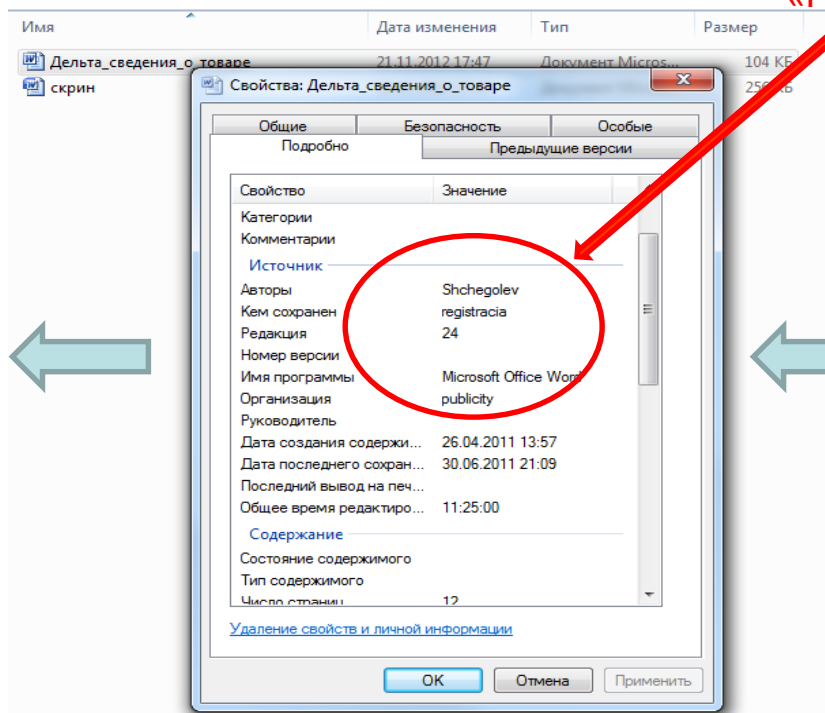 Имя Дата изменения Тип Размер
Дельта_сведения_о_товаре 21.11.2012 17:47 Документ Micros... 104 КБ
скрин
Свойства: Дельта_сведения_о_товаре
Общие Безопасность Особые
Подробно Предыдущие версии
Свойство Значение
Категории
Комментарии
Источник
Авторы Shchegolev
Кем сохранен registracia
Редакция 24
Номер версии
Имя программы Microsoft Office Word
Организация publicity
Руководитель
Дата создания содержи... 26.04.2011 13:57
Дата последнего сохран... 30.06.2011 21:09
Последний вывод на печ...
Общее время редактиро... 11:25:00
Содержание
Состояние содержимого
Тип содержимого
Число страниц 12
Удаление свойств и личной информации
OK Отмена Применить